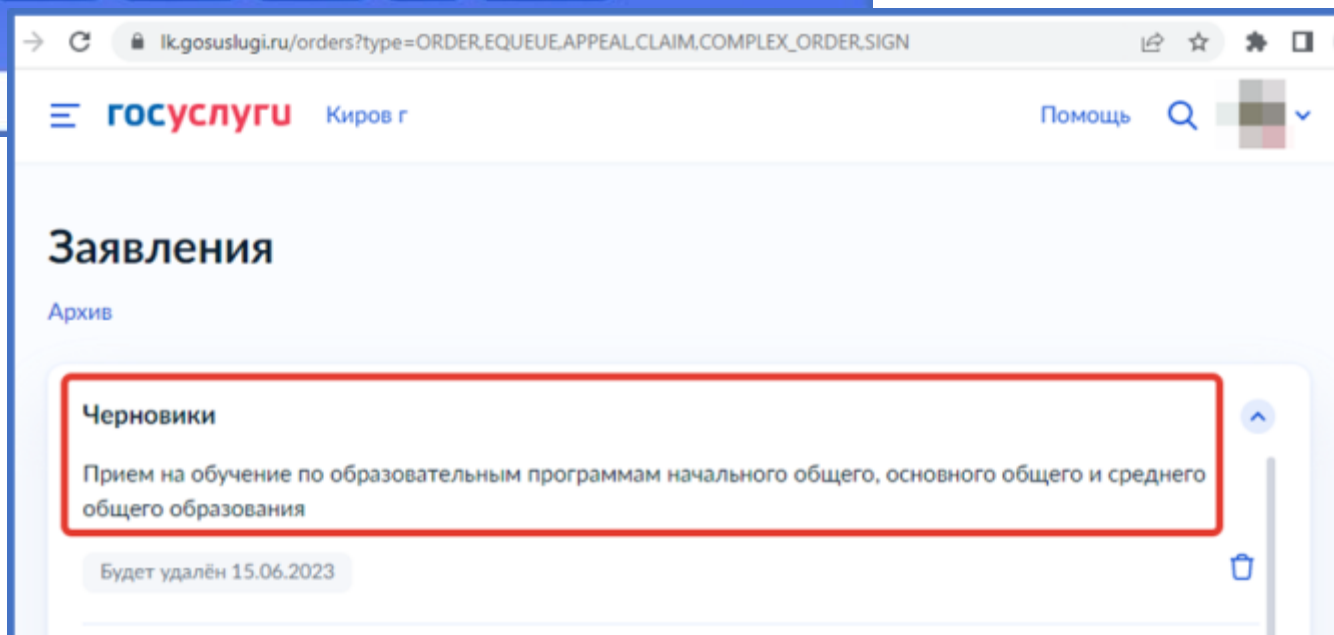 lk.gosuslugi.ru/orders?type=ORDER,EQUEUE,APPEAL,CLAIM,COMPLEX_ORDER,SIGN
госуслуги Киров г Помощь
Заявления
Архив
Черновики
Прием на обучение по образовательным программам начального общего, основного общего и среднего
общего образования
Будет удалён 15.06.2023